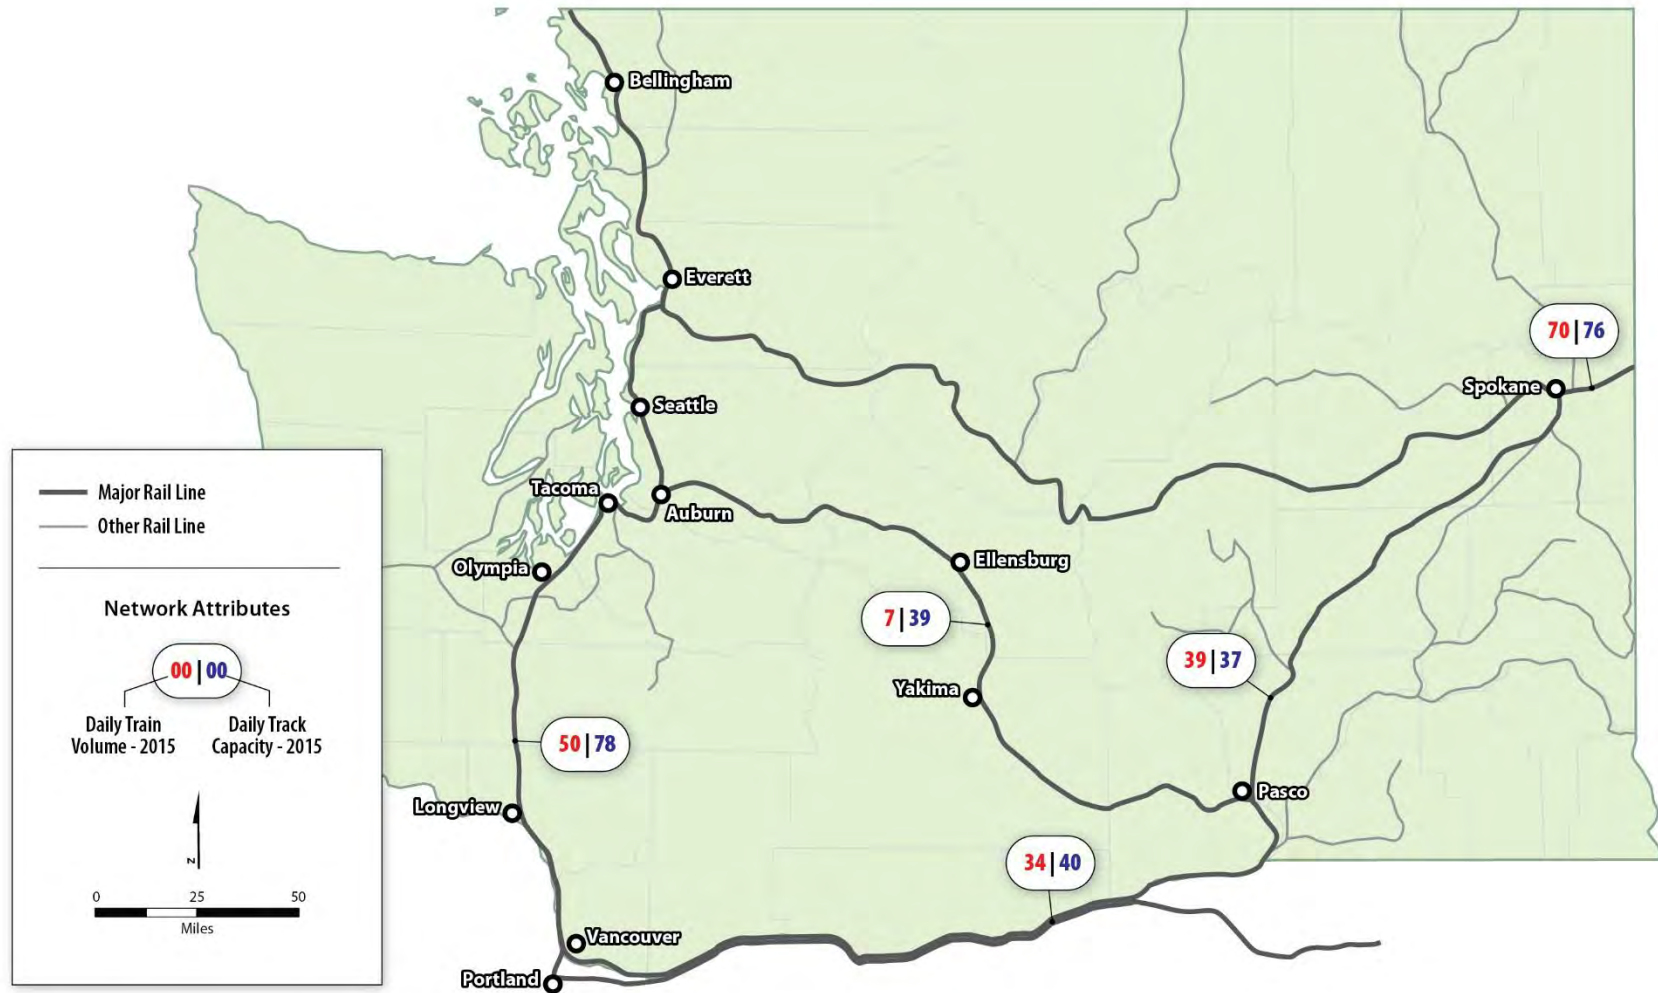 Bellingham
Everett
70 | 76
Spokane
Seattle
Major Rail Line
Tacoma
Auburn
Other Rail Line
Ellensburg
Olympia
Network Attributes
7 | 39
00 | 00
39 | 37
Yakima
Daily Train
Volume - 2015
Daily Track
Capacity - 2015
50 | 78
Pasco
Longview
34 | 40
N
0 25 50
Miles
Vancouver
Portland